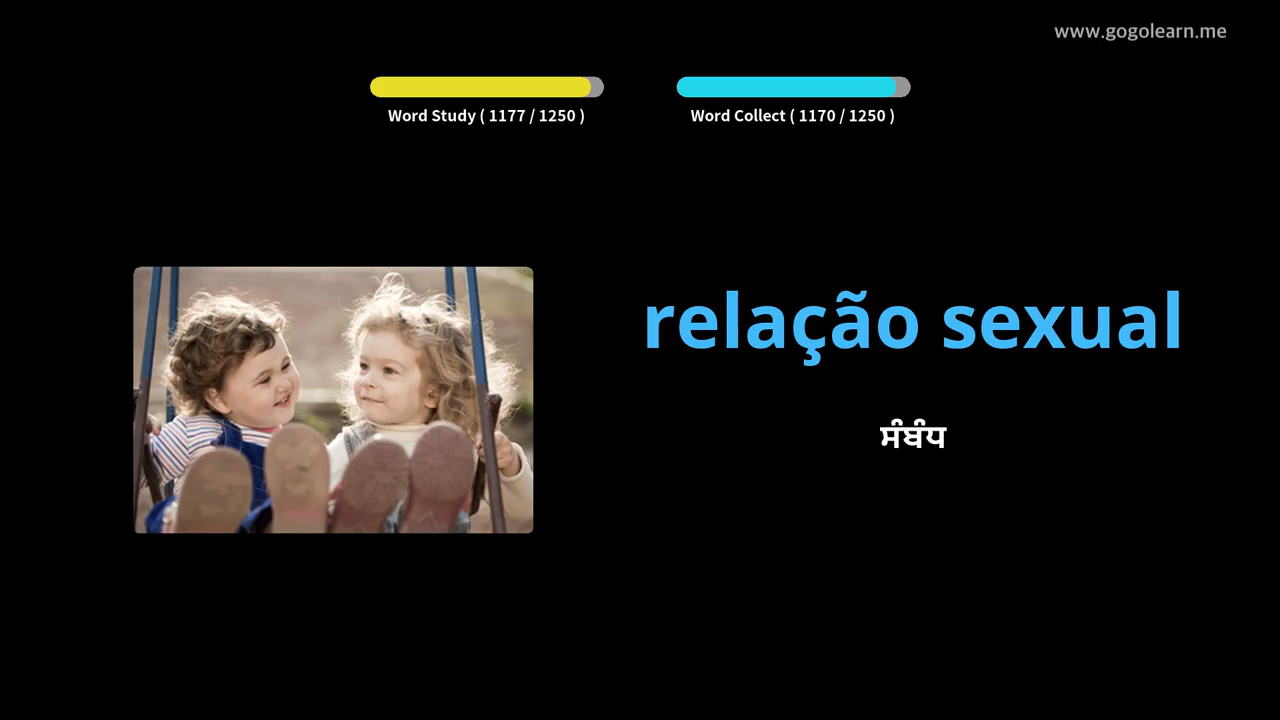 www.gogolearn.me
Word Study ( 1177 / 1250 )
Word Collect ( 1170 / 1250 )
relação sexual
ਸੰਬੰਧ